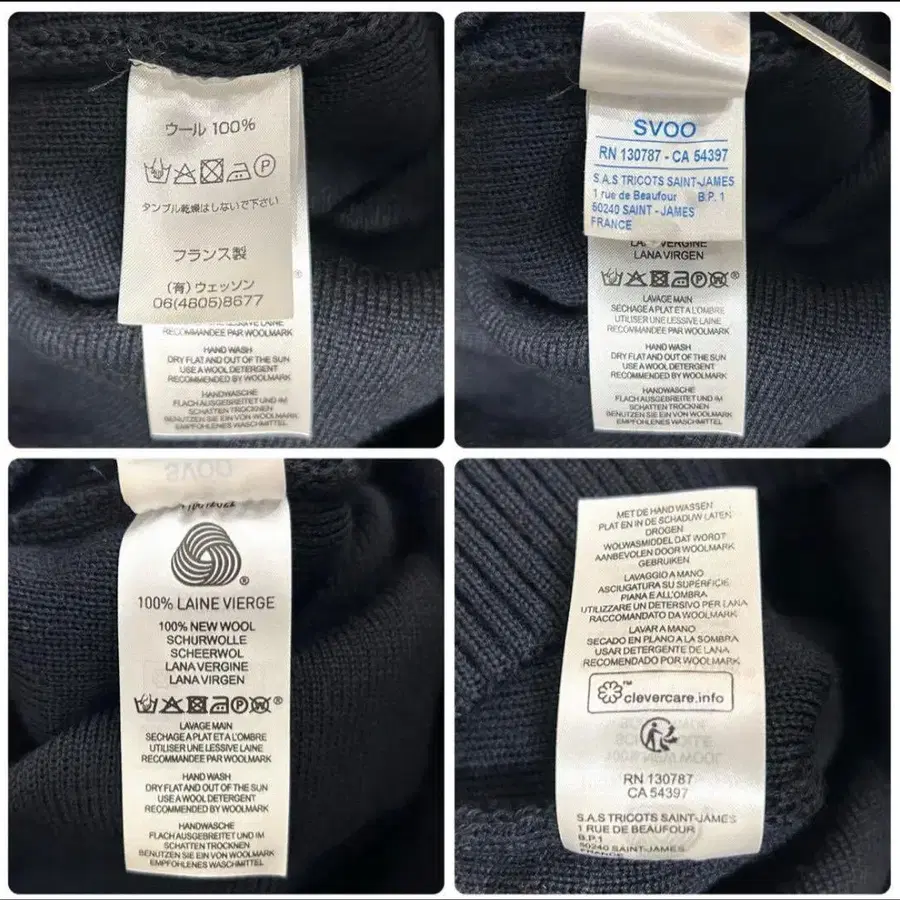 ウール 100%
タンブル乾燥はしないで下さい
フランス製
(有) ウェッソン
06(4805)8677
RECOMMANDEE PAR WOOLMARK
HAND WASH
DRY FLAT AND OUT OF THE SUN
USE A WOOL DETERGENT
RECOMMENDED BY WOOLMARK
HANDWASCHE
FLACH AUSGEBREITET UND IM
SCHATTEN TROCKNEN
BENUTZEN SIE EIN VON WOOLMARK
EMPFOHLENES WASCHMITTEL
SVOO
RN 130787 - CA 54397
S.A.S TRICOTS SAINT-JAMES
1 rue de Beaufour B.P. 1
50240 SAINT - JAMES
FRANCE
LANA VERGINE
LANA VIRGEN
LAVAGE MAIN
SECHAGE A PLAT ET A L'OMBRE
UTILISER UNE LESSIVE LAINE
RECOMMANDEE PAR WOOLMARK
HAND WASH
DRY FLAT AND OUT OF THE SUN
USE A WOOL DETERGENT
RECOMMENDED BY WOOLMARK
HANDWASCHE
FLACH AUSGEBREITET UND IM
SCHATTEN TROCKNEN
BENUTZEN SIE EIN VON WOOLMARK
EMPFOHLENES WASCHMITTEL
100% LAINE VIERGE
100% NEW WOOL
SCHURWOLLE
SCHEERWOL
LANA VERGINE
LANA VIRGEN
LAVAGE MAIN
SECHAGE A PLAT ET A L'OMBRE
UTILISER UNE LESSIVE LAINE
RECOMMANDEE PAR WOOLMARK
HAND WASH
DRY FLAT AND OUT OF THE SUN
USE A WOOL DETERGENT
RECOMMENDED BY WOOLMARK
HANDWASCHE
FLACH AUSGEBREITET UND IM
SCHATTEN TROCKNEN
BENUTZEN SIE EIN VON WOOLMARK
EMPFOHLENES WASCHMITTEL
MET DE HAND WASSEN
PLAT EN IN DE SCHADUW LATEN
DROGEN
WOLWASMIDDEL DAT WORDT
AANBEVOLEN DOOR WOOLMARK
GEBRUIKEN
LAVAGGIO A MANO
ASCIUGATURA SU SUPERFICIE
PIANA E ALL'OMBRA
UTILIZZARE UN DETERSIVO PER LANA
RACCOMANDATO DA WOOLMARK
LAVAR A MANO
SECADO EN PLANO A LA SOMBRA
USAR DETERGENTE DE LANA
RECOMENDADO POR WOOLMARK
clevercare.info™
RN 130787
CA 54397
S.A.S TRICOTS SAINT-JAMES
1 RUE DE BEAUFOUR
B.P.1
50240 SAINT-JAMES
FRANCE